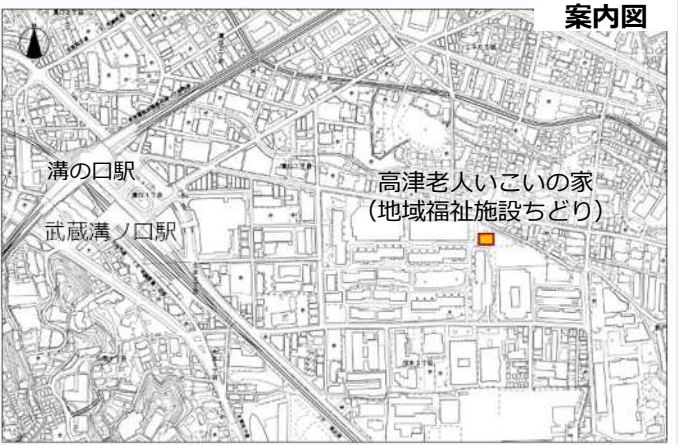 案内図
溝の口駅
武蔵溝ノ口駅
高津老人いこいの家
(地域福祉施設ちどり)